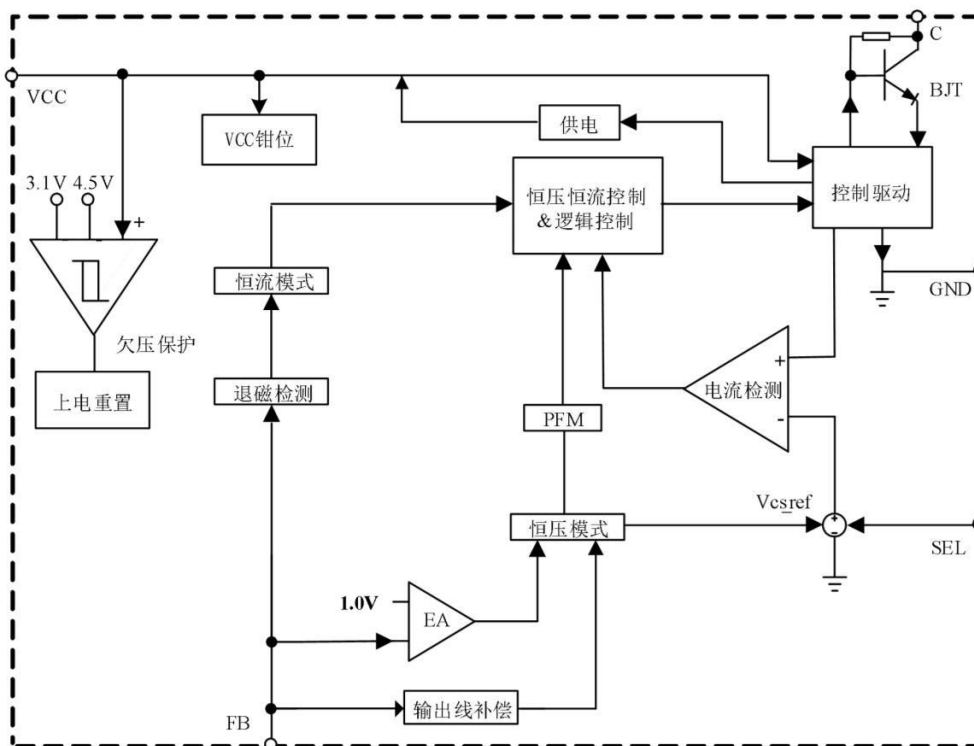 C
BJT
VCC
供电
VCC钳位
3.1V 4.5V
+
恒压恒流控制
&逻辑控制
控制驱动
恒流模式
GND
欠压保护
上电重置
退磁检测
PFM
+
电流检测
-
Vcs_ref
恒压模式
+
-
SEL
1.0V
EA
FB
输出线补偿